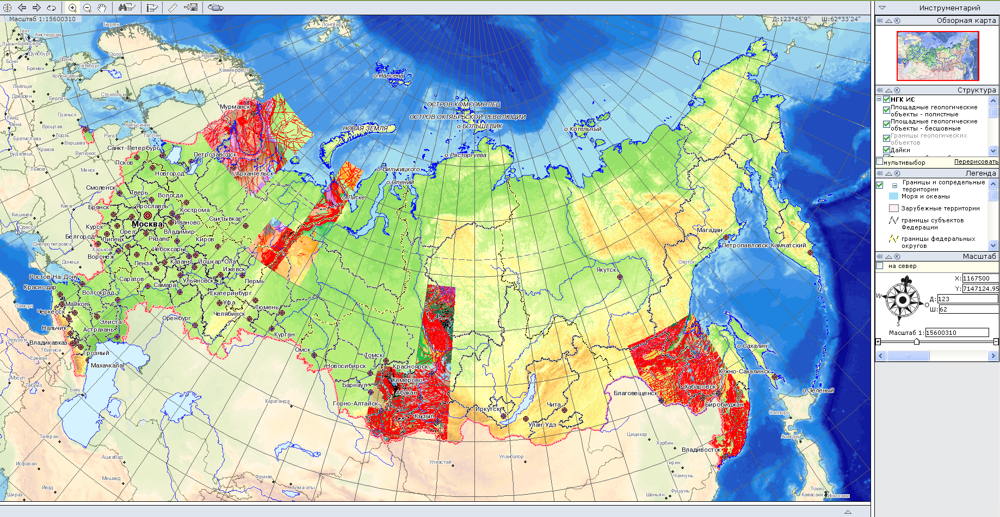 Масштаб 1:15600310
Д:123°45'9" Ш:62°33'24"
Берген
Лонгйир
Гент
Амстердам
Брюссель
Дуйсбург
Осло
Нарвик
Бонн
Бремен
Гетебург
Хаммерфест
Копенгаген
о.Нансена
Лейпциг
Дрезден
Берлин
Стокгольм
ОСТРОВ КОМСОМОЛЕЦ
Мурманск
Линц
Гданьск
ОСТРОВ ОКТЯБРЬСКОЙ РЕВОЛЮЦИИ
Вена
Вроцлав
Хельсинки
о.БОЛЬШЕВИК
НОВАЯ ЗЕМЛЯ
о.Котельный
Лодзь
Рига
Таллин
Братислава
Варшава
Краков
Санкт-Петербург
Будапешт
Вильнюс
Петрозаводск
о.Расторгуева
Псков
Львов
Минск
Новгород
Архангельск
о.Вилькицкого
о.Олений
Смоленск
Тверь
Вологда
о.Литке
Киев
Брянск
Ярославль
Кострома
Кишинев
Москва
Иваново
Сыктывкар
Одесса
Курск
Орел
Владимир
Магадан
Белгород
Липецк
Рязань
Киров
Днепропетровск
Харьков
Чебоксары
Петропавловск-Камчатский
Воронеж
Донецк
Пенза
Казань
Йошкар-Ола
Охотск
Ижевск
Якутск
Ростов-На-Дону
Саратов
Ульяновск
Пермь
Краснодар
Самара
Волгоград
Екатеринбург
Самсун
Майкоп
Уфа
Черкесск
Челябинск
Тюмень
Элиста
Оренбург
Нальчик
Астрахань
Курган
Эрзурум
Владикавказ
Тбилиси
Омск
о.Сахалин
Ереван
Грозный
Томск
Махачкала
Новосибирск
Красноярск
Южно-Сахалинск
Мосул
Кемерово
Тебриз
Баку
Барнаул
Абакан
Хабаровск
о.Зеленый
Благовещенск
Караганда
Горно-Алтайск
Чита
Биробиджан
Иркутск
Кызыл
Саппоро
Улан-Удэ
Тегеран
Цицикар
Аомори
Харбин
Владивосток
Ашкабад
Уланбатор
Исфахан
Улиастай
Гирин
Мешхед
Фрунзе
Чанчунь
Йезд
Алма-аты
Токио
Шираз
Фушунь
Шеньян
Кавасаки
Иокогами
Инструментарий
Обзорная карта
Структура
НГК ИС
Площадные геологические
объекты - полистные
Площадные геологические
объекты - бесшовные
Границы геологических
объектов
Дайки
мультивыбор Перерисовать
Легенда
Границы и сопредельные
территории
Моря и океаны
Зарубежные территории
границы субъектов
Федерации
границы федеральных
округов
Масштаб
на север
X: 1167500
Y: 7147124.95
W
O
S
Д: 123
Ш: 62
Масштаб 1: 15600310